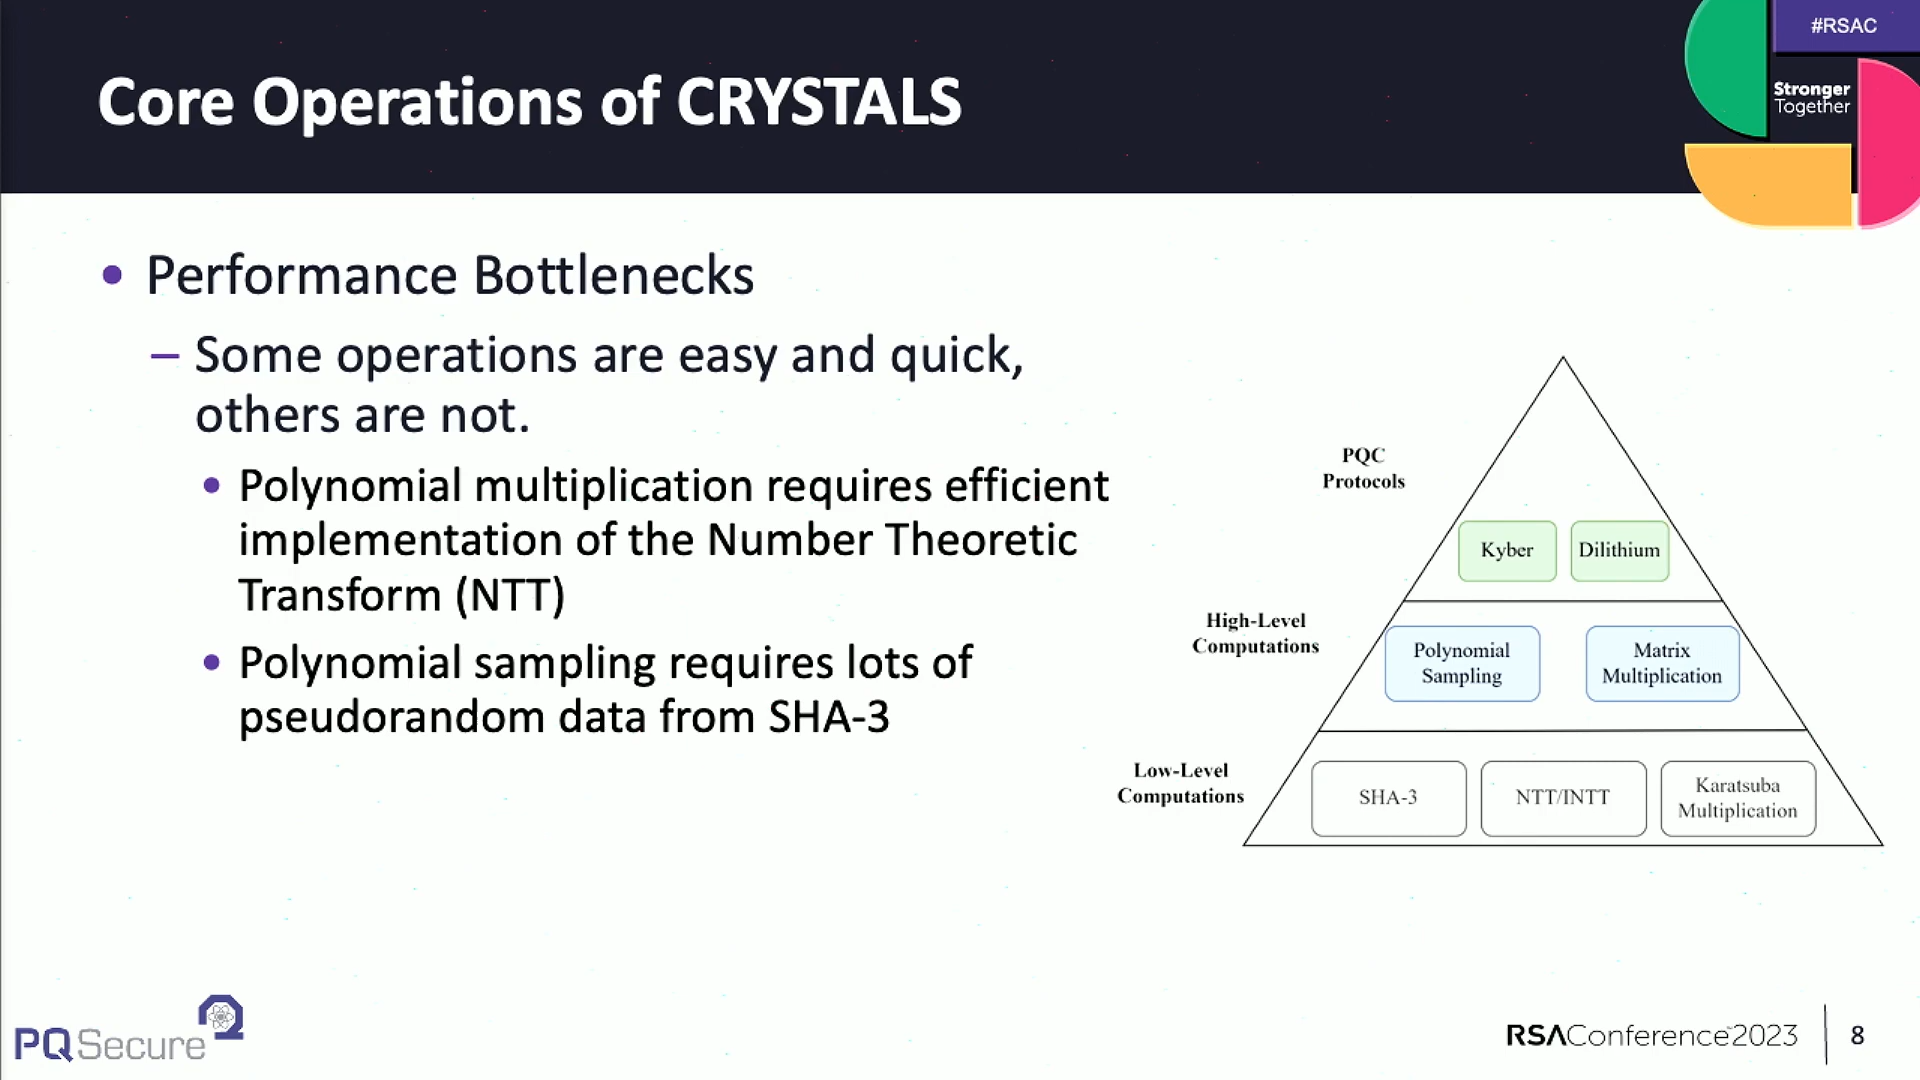 #RSAC
Core Operations of CRYSTALS
Stronger
Together
• Performance Bottlenecks
– Some operations are easy and quick,
others are not.
• Polynomial multiplication requires efficient
implementation of the Number Theoretic
Transform (NTT)
• Polynomial sampling requires lots of
pseudorandom data from SHA-3
PQC
Protocols
Kyber
Dilithium
High-Level
Computations
Polynomial
Sampling
Matrix
Multiplication
Low-Level
Computations
SHA-3
NTT/INTT
Karatsuba
Multiplication
PQSecure
RSAConference™2023
8